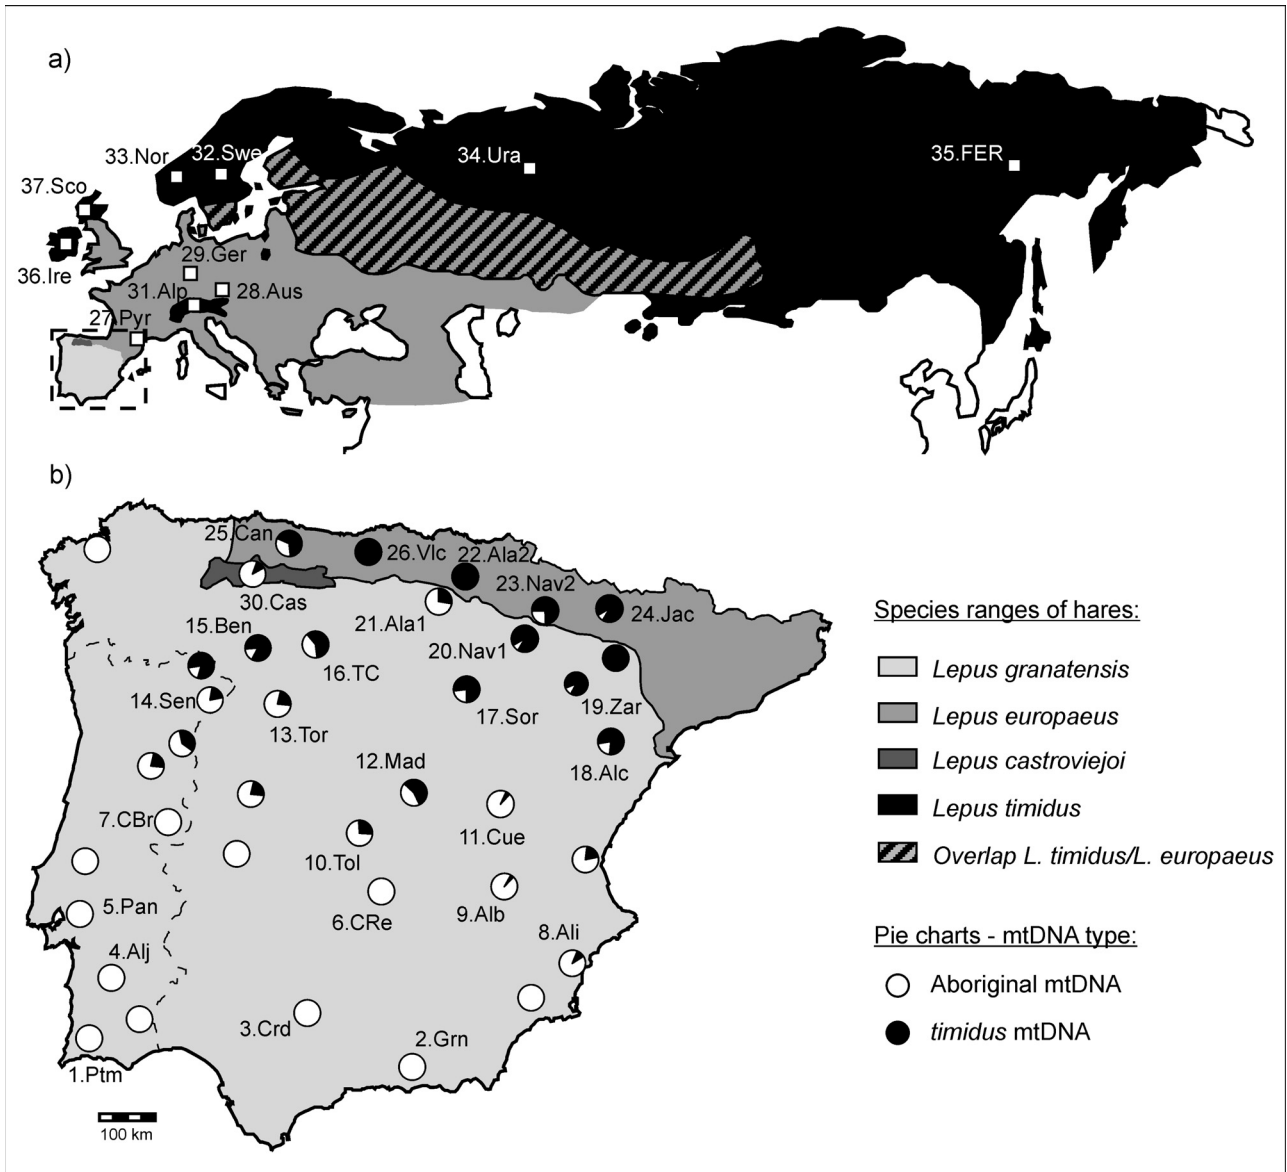 a)
33.Nor
32.Swe
34.Ura
35.FER
37.Sco
29.Ger
36.Ire
31.Alp
28.Aus
27.Pyr
b)
25.Can
26.Vlc
22.Ala2
23.Nav2
24.Jac
30.Cas
21.Ala1
15.Ben
20.Nav1
16.TC
14.Sen
17.Sor
19.Zar
13.Tor
12.Mad
18.Alc
7.CBr
11.Cue
10.Tol
5.Pan
6.CRe
9.Alb
8.Ali
4.Alj
3.Crd
2.Grn
1.Ptm
100 km
Species ranges of hares:
Lepus granatensis
Lepus europaeus
Lepus castroviejoi
Lepus timidus
Overlap L. timidus/L. europaeus
Pie charts - mtDNA type:
Aboriginal mtDNA
timidus mtDNA